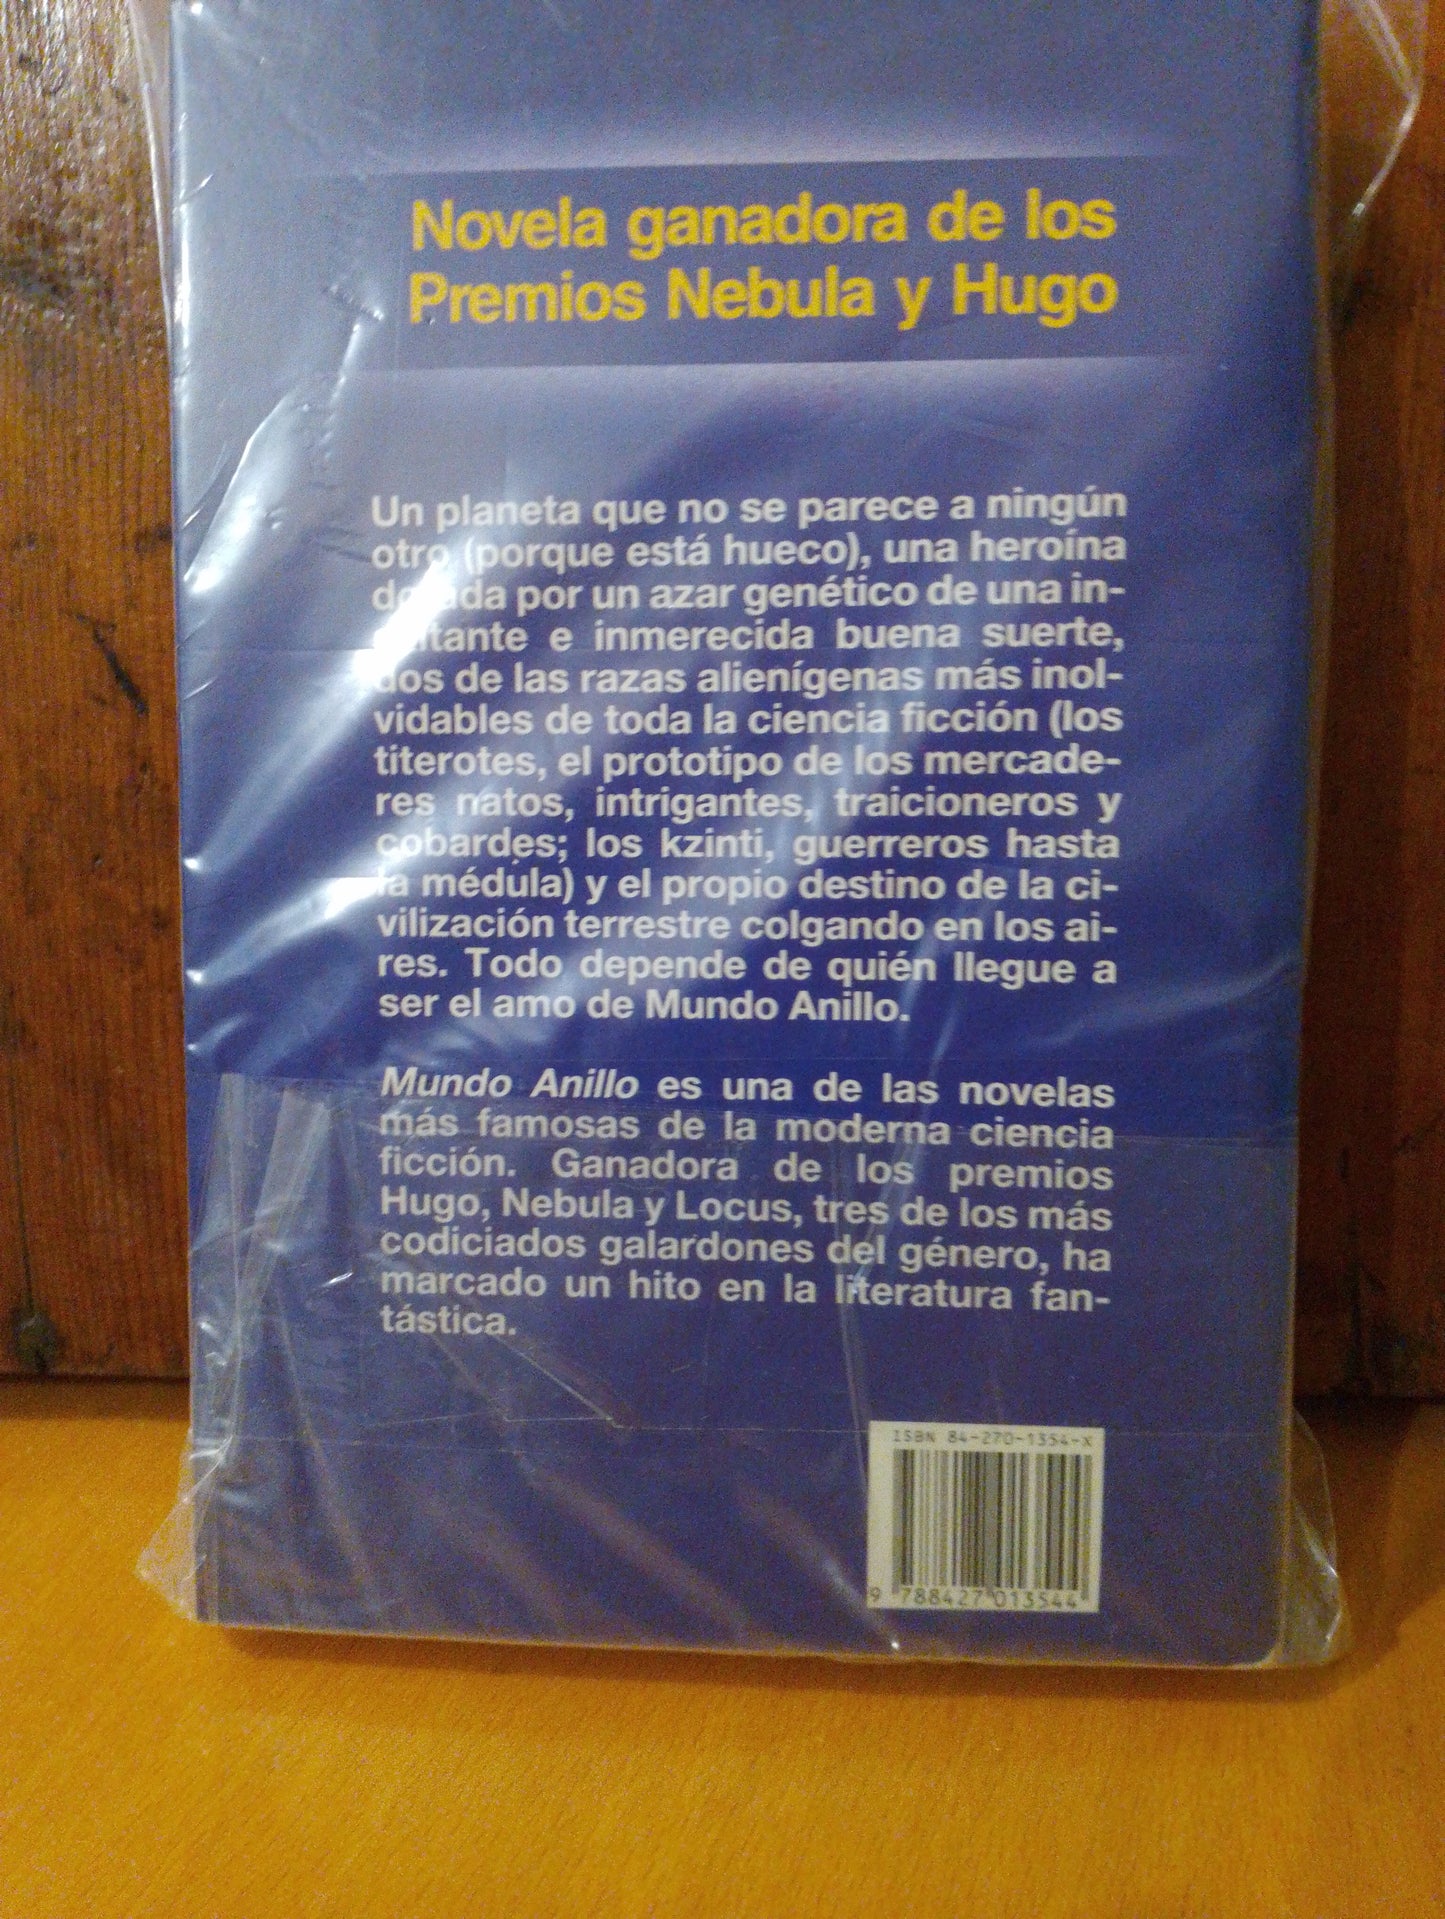 Novela ganadora de los
Premios Nebula y Hugo
Un planeta que no se parece a ningún
otro (porque está hueco), una heroína
dotada por un azar genético de una in-
sultante e inmerecida buena suerte,
dos de las razas alienígenas más inol-
vidables de toda la ciencia ficción (los
titerotes, el prototipo de los mercade-
res natos, intrigantes, traicioneros y
cobardes; los kzinti, guerreros hasta
la médula) y el propio destino de la ci-
vilización terrestre colgando en los ai-
res. Todo depende de quién llegue a
ser el amo de Mundo Anillo.
Mundo Anillo es una de las novelas
más famosas de la moderna ciencia
ficción. Ganadora de los premios
Hugo, Nebula y Locus, tres de los más
codiciados galardones del género, ha
marcado un hito en la literatura fan-
tástica.
ISBN 84-270-1354-X
9 788427 013544